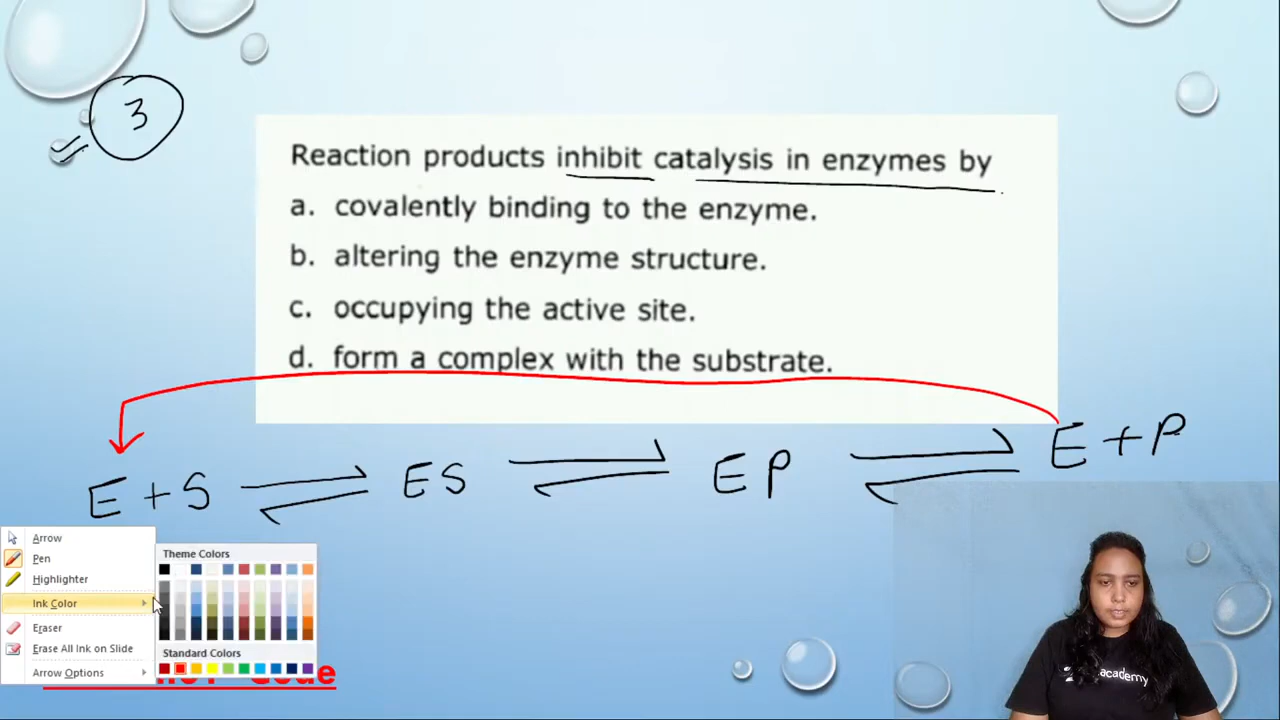 3
Reaction products inhibit catalysis in enzymes by
a. covalently binding to the enzyme.
b. altering the enzyme structure.
c. occupying the active site.
d. form a complex with the substrate.
E + S ⇌ ES ⇌ EP ⇌ E + P
Arrow
Pen
Highlighter
Ink Color
Eraser
Erase All Ink on Slide
Arrow Options
Theme Colors
Standard Colors
Code
academy